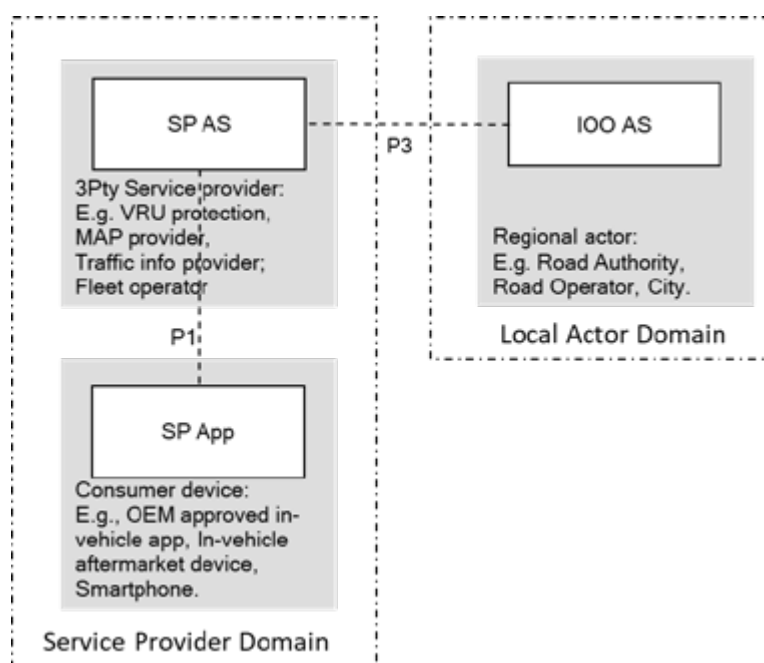 SP AS
3Pty Service provider:
E.g. VRU protection,
MAP provider,
Traffic info provider;
Fleet operator
P1
SP App
Consumer device:
E.g., OEM approved in-
vehicle app, In-vehicle
aftermarket device,
Smartphone.
Service Provider Domain
P3
IOO AS
Regional actor:
E.g. Road Authority,
Road Operator, City.
Local Actor Domain